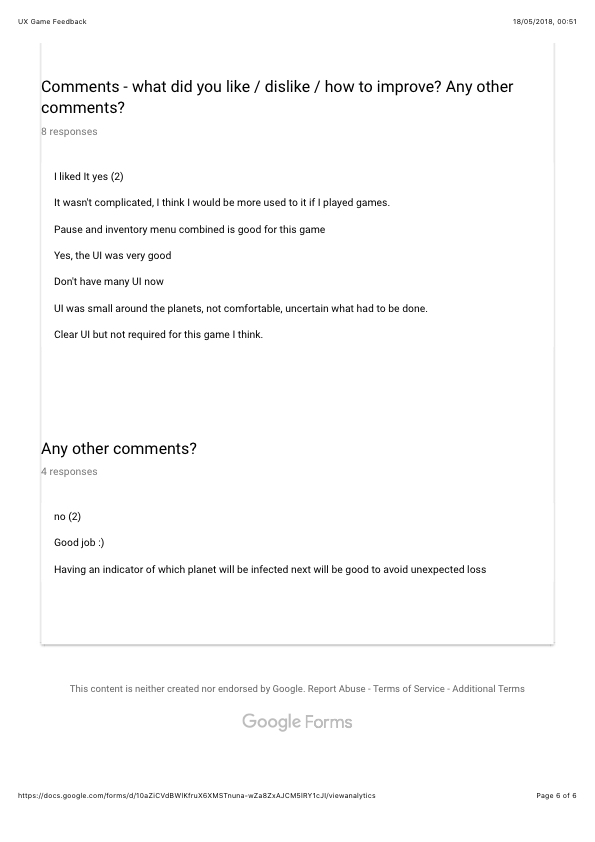 UX Game Feedback
18/05/2018, 00:51
Comments - what did you like / dislike / how to improve? Any other
comments?
8 responses
I liked It yes (2)
It wasn't complicated, I think I would be more used to it if I played games.
Pause and inventory menu combined is good for this game
Yes, the UI was very good
Don't have many UI now
UI was small around the planets, not comfortable, uncertain what had to be done.
Clear UI but not required for this game I think.
Any other comments?
4 responses
no (2)
Good job :)
Having an indicator of which planet will be infected next will be good to avoid unexpected loss
This content is neither created nor endorsed by Google. Report Abuse - Terms of Service - Additional Terms
Google Forms
https://docs.google.com/forms/d/10aZiCVdBWIKfruX6XMSTnuna-wZa8ZxAJCM5IRY1cJI/viewanalytics
Page 6 of 6